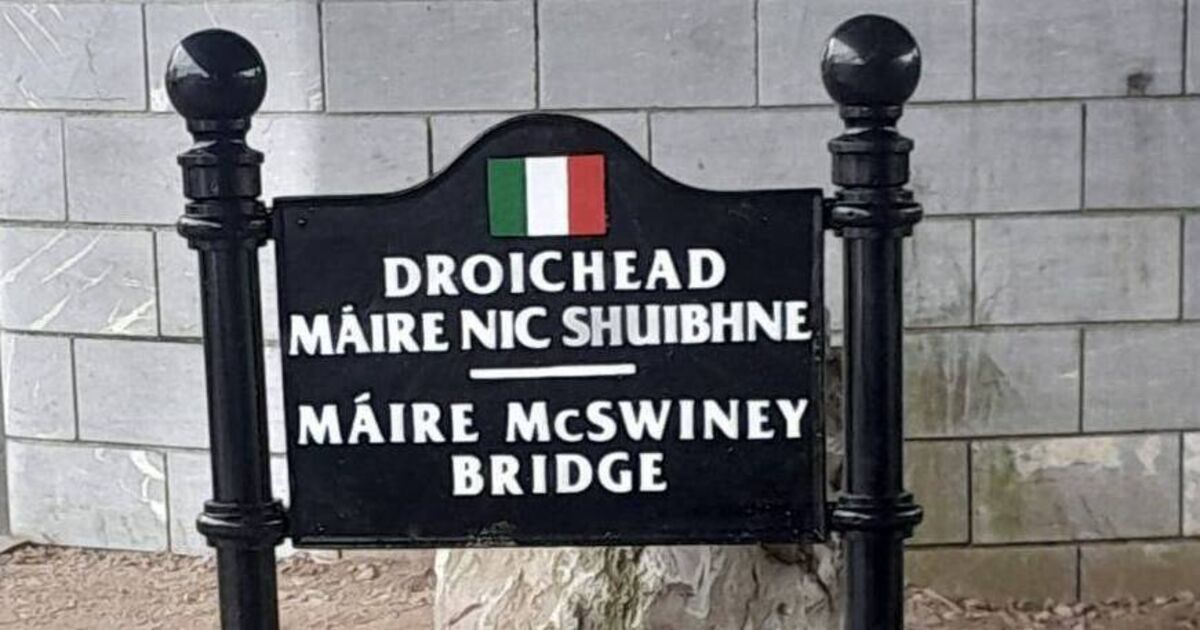 DROICHEAD
MÁIRE NIC SHUIBHNE
MÁIRE McSWINEY
BRIDGE